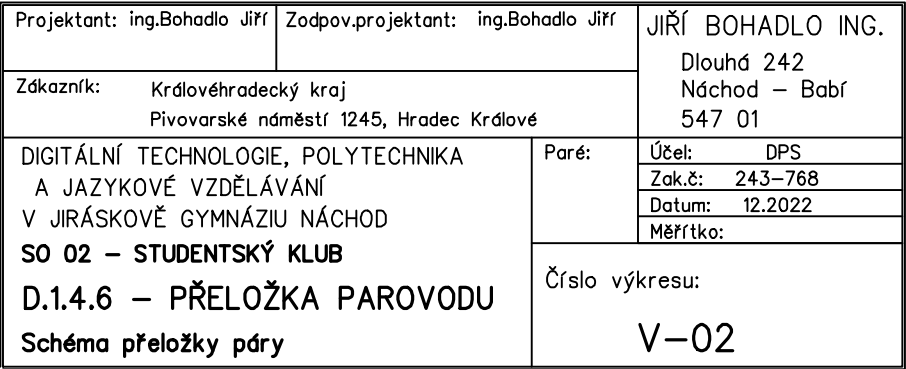 Projektant: ing.Bohadlo Jiří
Zodpov.projektant: ing.Bohadlo Jiří
JIŘÍ BOHADLO ING.
Dlouhá 242
Náchod – Babí
547 01
Zákazník: Královéhradecký kraj
Pivovarské náměstí 1245, Hradec Králové
DIGITÁLNÍ TECHNOLOGIE, POLYTECHNIKA
A JAZYKOVÉ VZDĚLÁVÁNÍ
V JIRÁSKOVĚ GYMNÁZIU NÁCHOD
SO 02 – STUDENTSKÝ KLUB
D.1.4.6 – PŘELOŽKA PAROVODU
Schéma přeložky páry
Paré:
Účel: DPS
Zak.č: 243–768
Datum: 12.2022
Měřítko:
Číslo výkresu:
V–02